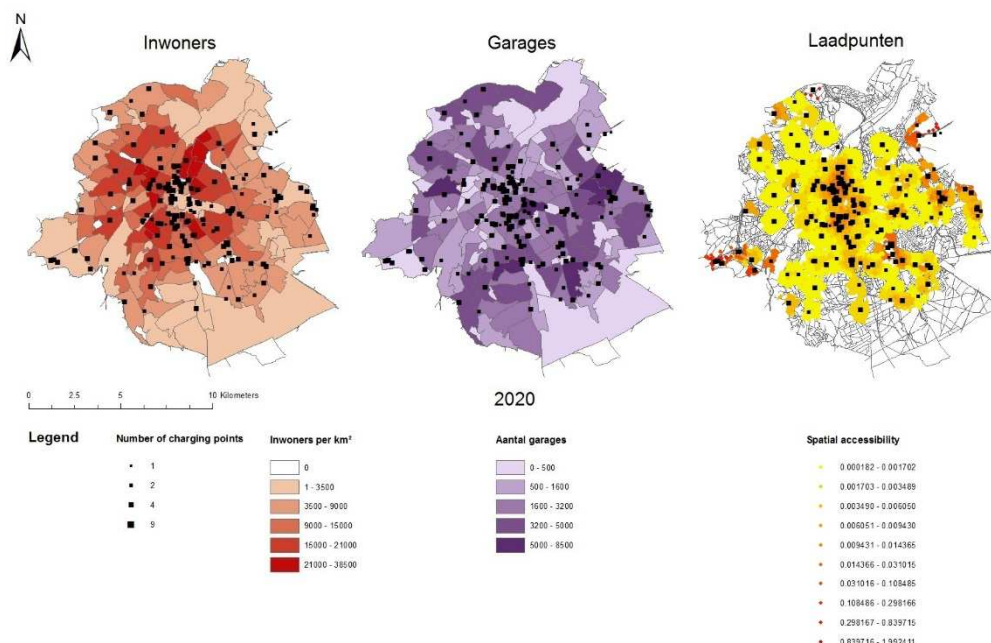 N
Inwoners
Garages
Laadpunten
0 2.5 5 10 Kilometers
2020
Legend
Number of charging points
1
2
4
9
Inwoners per km²
0
1 - 3500
3500 - 9000
9000 - 15000
15000 - 21000
21000 - 38500
Aantal garages
0 - 500
500 - 1600
1600 - 3200
3200 - 5000
5000 - 8500
Spatial accessibility
0.000182 - 0.001702
0.001703 - 0.003489
0.003490 - 0.006050
0.006051 - 0.009430
0.009431 - 0.014365
0.014366 - 0.031015
0.031016 - 0.108485
0.108486 - 0.298166
0.298167 - 0.839715
0.839716 - 1.992411